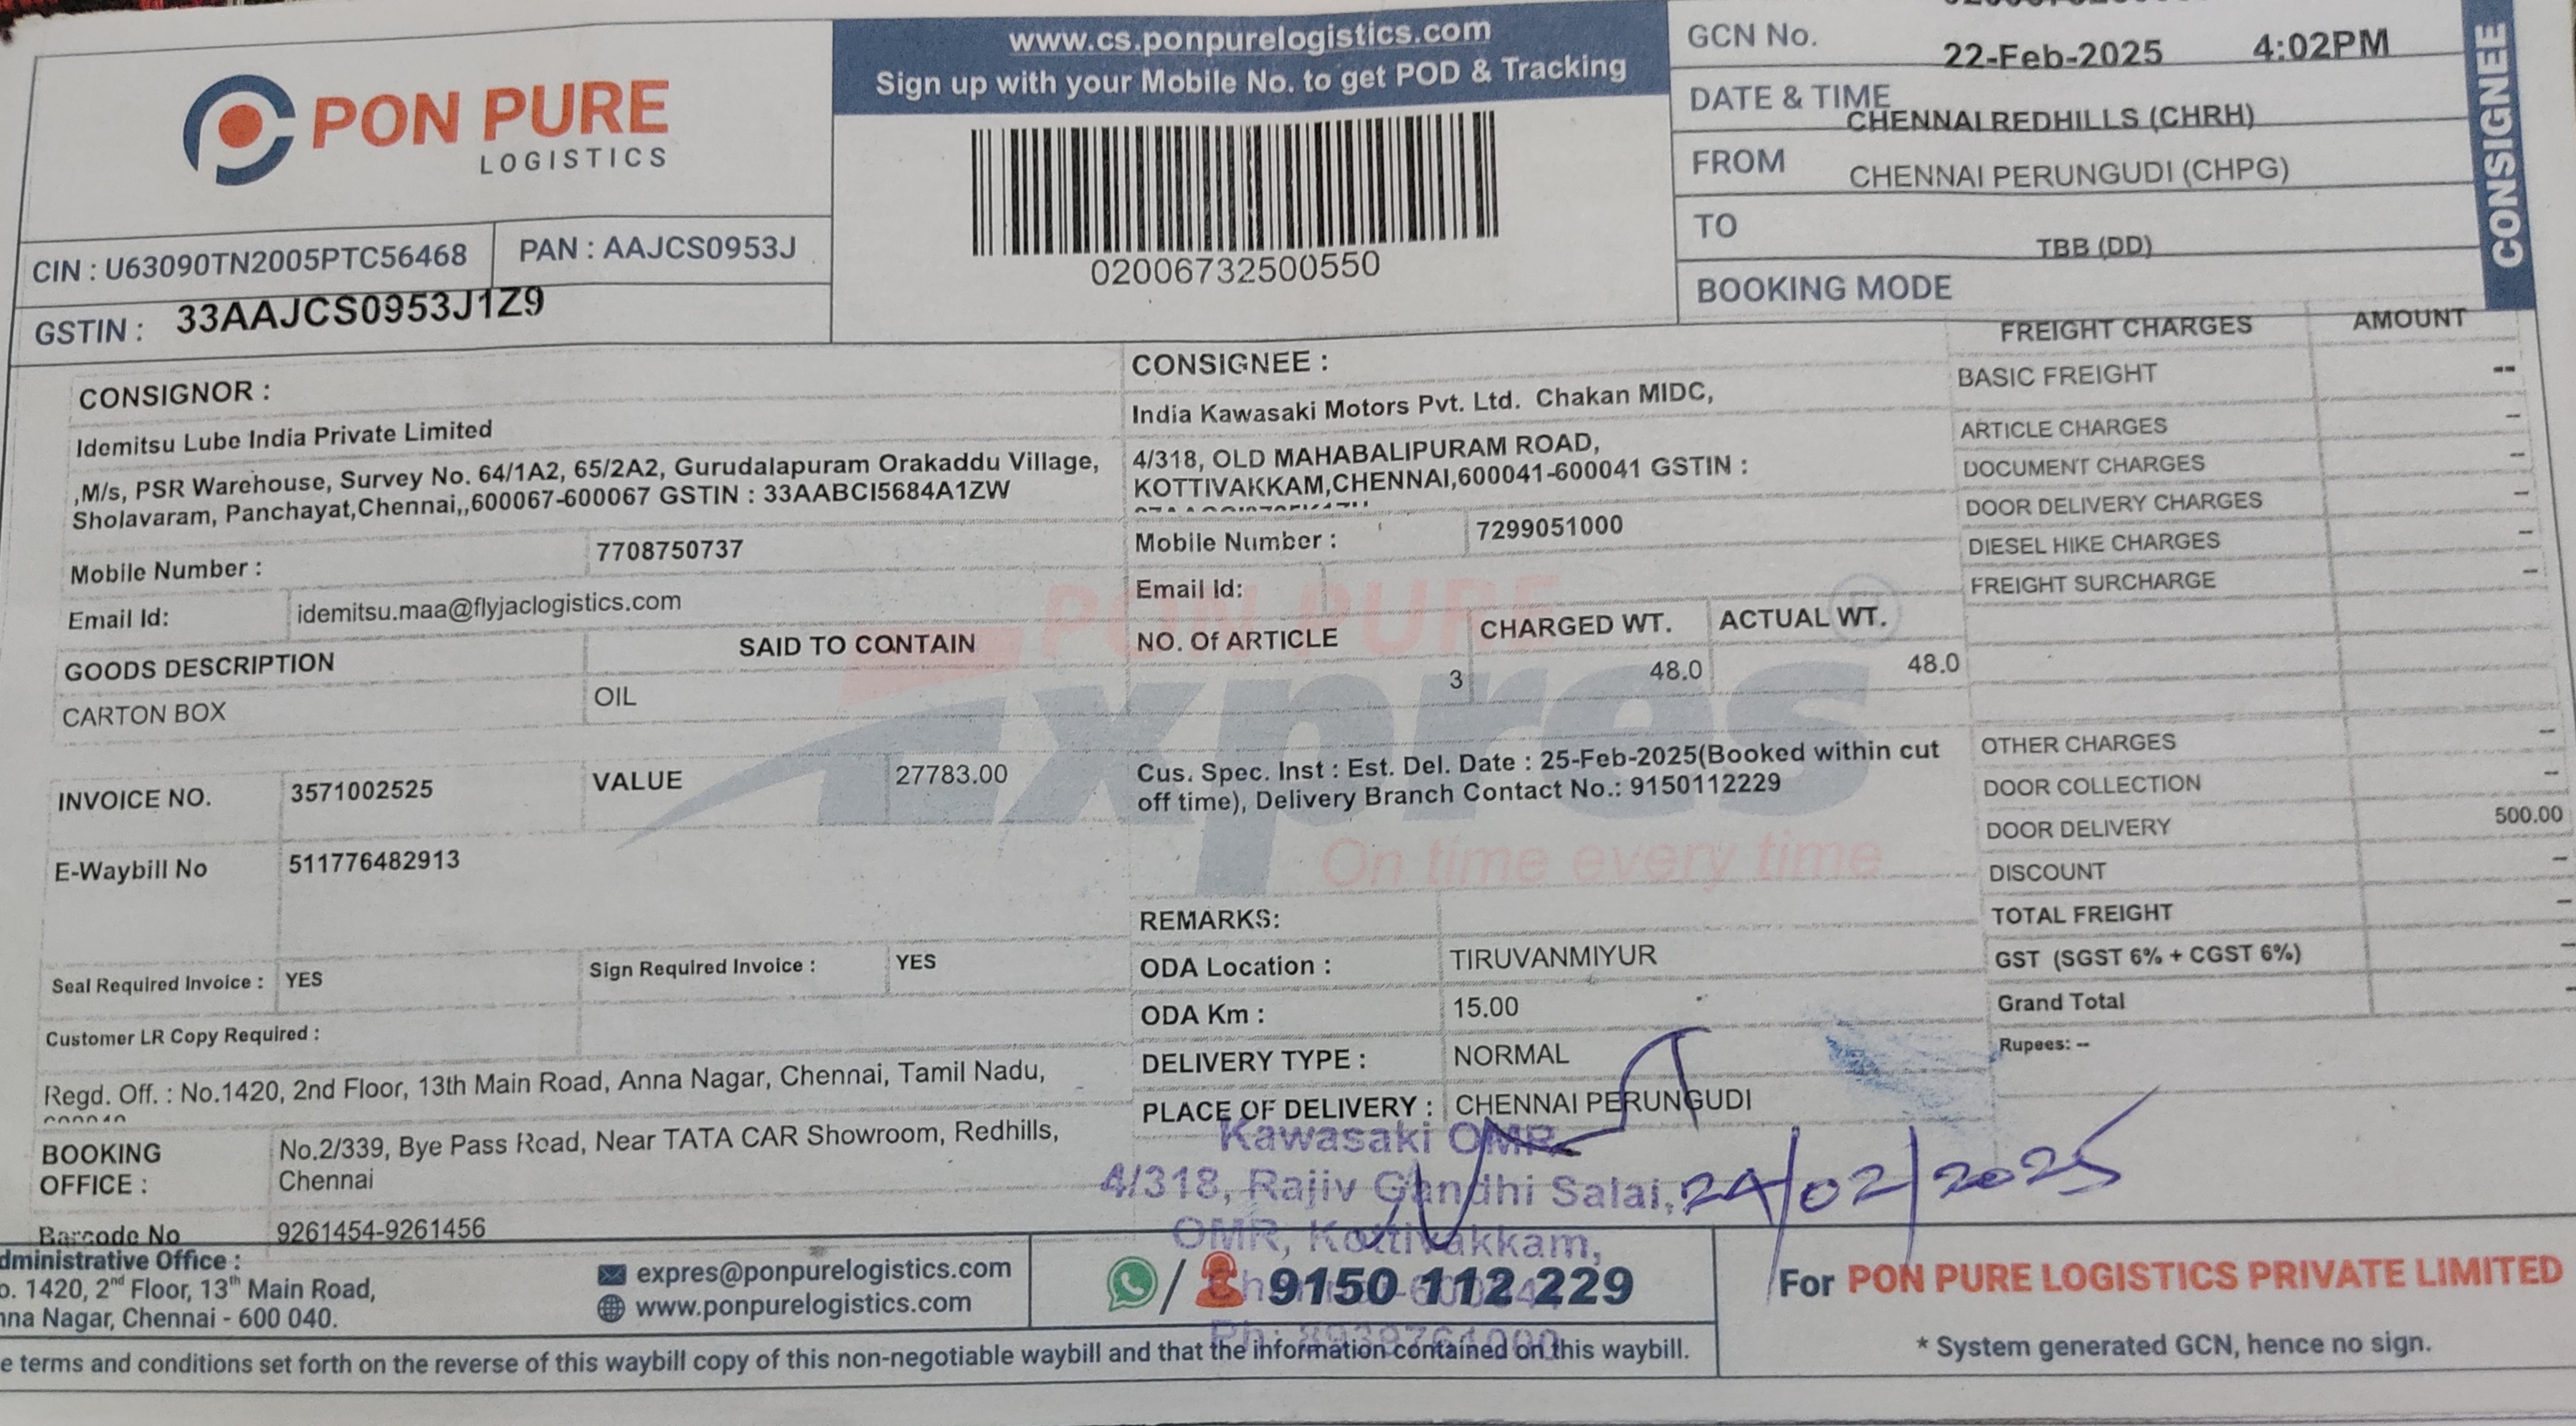 PON PURE
LOGISTICS
CIN : U63090TN2005PTC56468
PAN : AAJCS0953J
GSTIN : 33AAJCS0953J1Z9
www.cs.ponpurelogistics.com
Sign up with your Mobile No. to get POD & Tracking
02006732500550
GCN No.
22-Feb-2025 4:02PM
DATE & TIME
CHENNAI REDHILLS (CHRH)
FROM
CHENNAI PERUNGUDI (CHPG)
TO
TBB (DD)
BOOKING MODE
CONSIGNEE
CONSIGNOR :
Idemitsu Lube India Private Limited
,M/s, PSR Warehouse, Survey No. 64/1A2, 65/2A2, Gurudalapuram Orakaddu Village,
Sholavaram, Panchayat,Chennai,,600067-600067 GSTIN : 33AABCI5684A1ZW
Mobile Number : 7708750737
Email Id: idemitsu.maa@flyjaclogistics.com
CONSIGNEE :
India Kawasaki Motors Pvt. Ltd. Chakan MIDC,
4/318, OLD MAHABALIPURAM ROAD,
KOTTIVAKKAM,CHENNAI,600041-600041 GSTIN :
Mobile Number : 7299051000
Email Id:
GOODS DESCRIPTION SAID TO CONTAIN NO. Of ARTICLE CHARGED WT. ACTUAL WT.
CARTON BOX OIL 3 48.0 48.0
INVOICE NO. 3571002525 VALUE 27783.00
E-Waybill No 511776482913
Cus. Spec. Inst : Est. Del. Date : 25-Feb-2025(Booked within cut
off time), Delivery Branch Contact No.: 9150112229
PON PURE
Expres
On time every time
Seal Required Invoice : YES Sign Required Invoice : YES
Customer LR Copy Required :
Regd. Off. : No.1420, 2nd Floor, 13th Main Road, Anna Nagar, Chennai, Tamil Nadu,
BOOKING
OFFICE :
No.2/339, Bye Pass Road, Near TATA CAR Showroom, Redhills,
Chennai
Barcode No 9261454-9261456
REMARKS:
ODA Location : TIRUVANMIYUR
ODA Km : 15.00
DELIVERY TYPE : NORMAL
PLACE OF DELIVERY : CHENNAI PERUNGUDI
FREIGHT CHARGES AMOUNT
BASIC FREIGHT --
ARTICLE CHARGES --
DOCUMENT CHARGES --
DOOR DELIVERY CHARGES --
DIESEL HIKE CHARGES --
FREIGHT SURCHARGE --
OTHER CHARGES --
DOOR COLLECTION --
DOOR DELIVERY 500.00
DISCOUNT --
TOTAL FREIGHT --
GST (SGST 6% + CGST 6%) --
Grand Total --
Rupees: --
Kawasaki OMR
4/318, Rajiv Gandhi Salai,
OMR, Kottivakkam,
24/02/2025
dministrative Office :
o. 1420, 2nd Floor, 13th Main Road,
nna Nagar, Chennai - 600 040.
expres@ponpurelogistics.com
www.ponpurelogistics.com
/ 9150 112 229
For PON PURE LOGISTICS PRIVATE LIMITED
e terms and conditions set forth on the reverse of this waybill copy of this non-negotiable waybill and that the information contained on this waybill.
* System generated GCN, hence no sign.